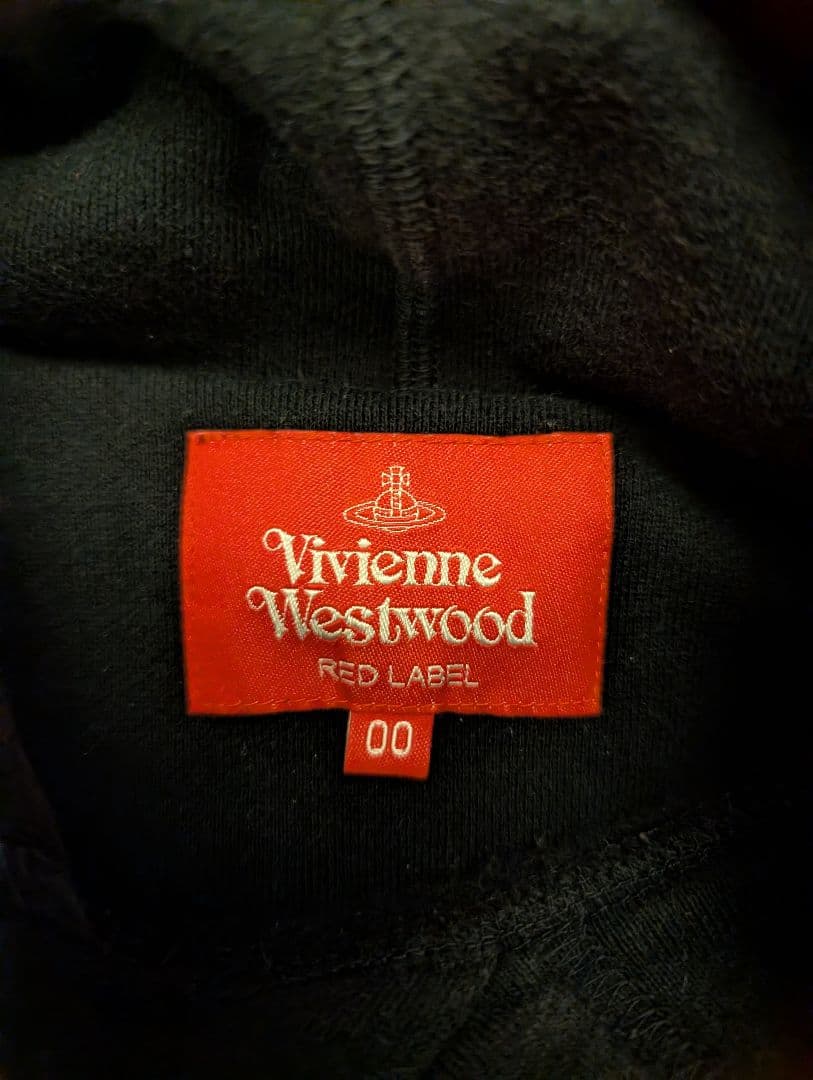 Vivienne
Westwood
RED LABEL
00